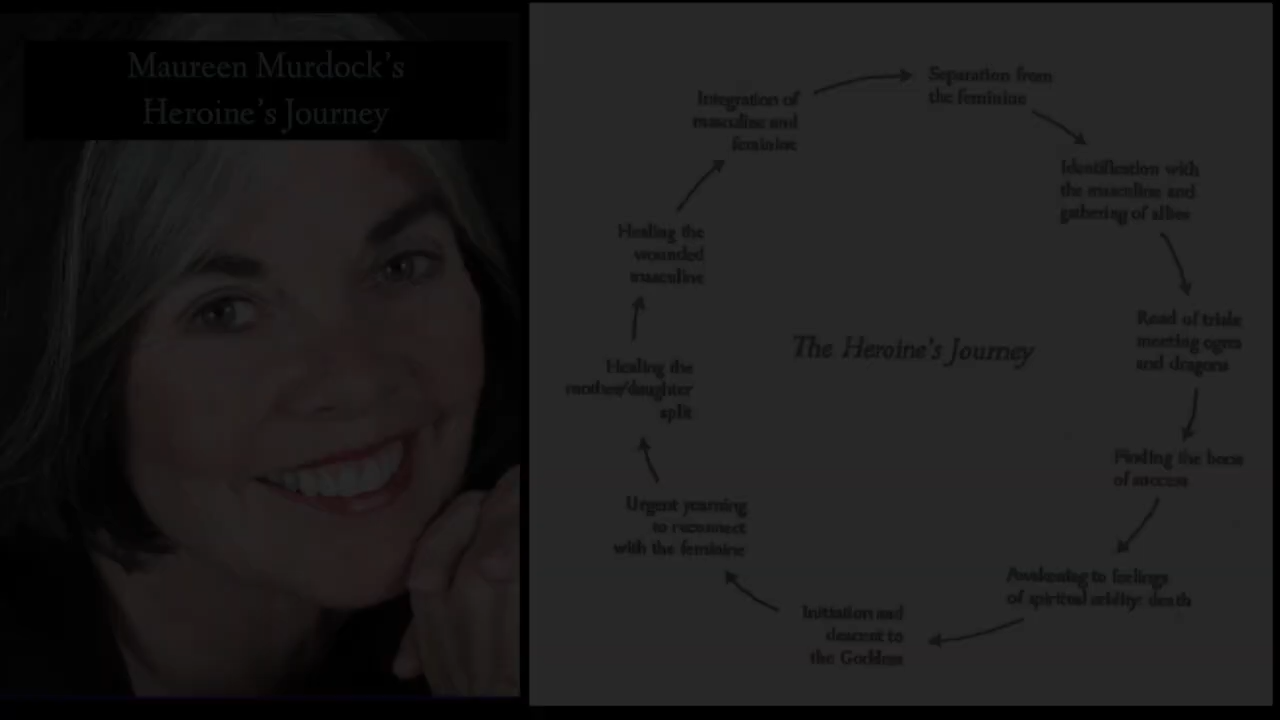 Maureen Murdock's
Heroine's Journey
Separation from
the feminine
Identification with
the masculine and
gathering of allies
Road of trials:
meeting ogres
and dragons
Finding the boon
of success
Awakening to feelings
of spiritual aridity: death
Initiation and
descent to
the Goddess
Urgent yearning
to reconnect
with the feminine
Healing the
mother/daughter
split
Healing the
wounded
masculine
Integration of
masculine and
feminine
The Heroine's Journey